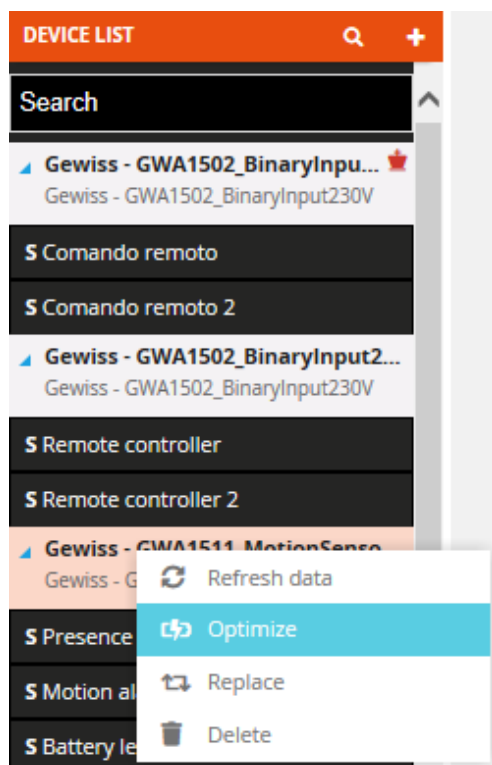 DEVICE LIST
Search
Gewiss - GWA1502_BinaryInpu...
Gewiss - GWA1502_BinaryInput230V
S Comando remoto
S Comando remoto 2
Gewiss - GWA1502_BinaryInput2...
Gewiss - GWA1502_BinaryInput230V
S Remote controller
S Remote controller 2
Gewiss - GWA1511_MotionSenso
Gewiss - G
Refresh data
Optimize
S Presence
Replace
S Motion al
Delete
S Battery le